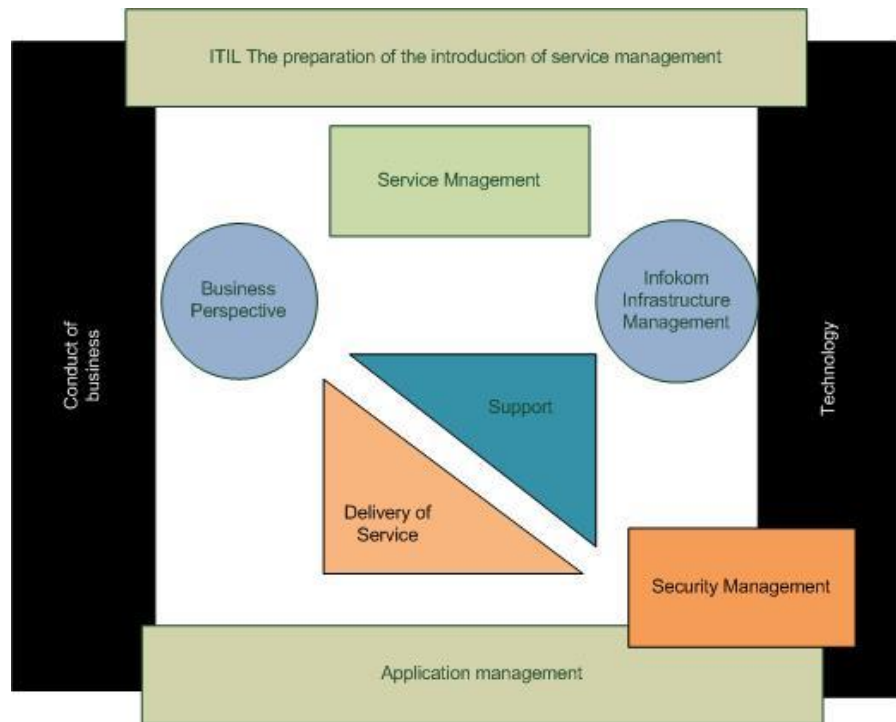 ITIL The preparation of the introduction of service management
Service Mnagement
Business
Perspective
Infokom
Infrastructure
Management
Conduct of
business
Technology
Support
Delivery of
Service
Security Management
Application management